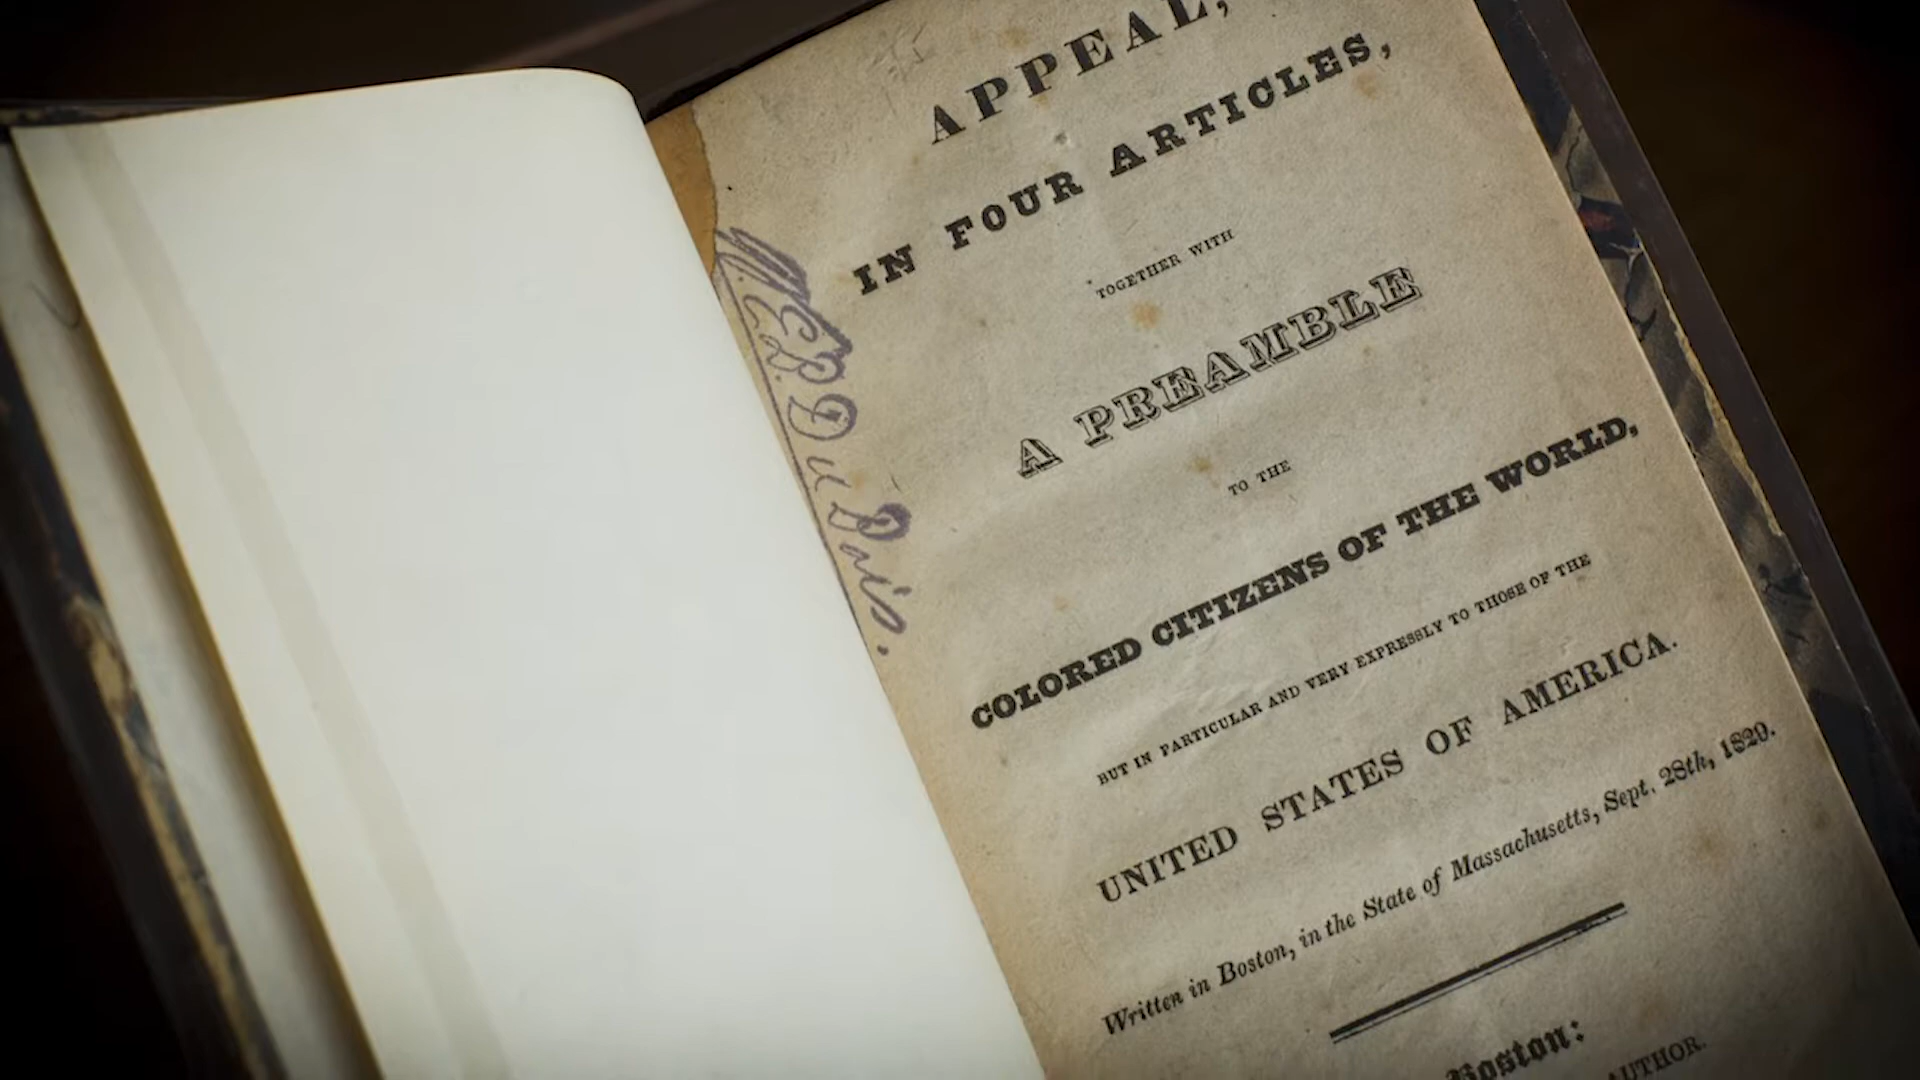 W.E.B. Du Bois.
APPEAL,
IN FOUR ARTICLES,
TOGETHER WITH
A PREAMBLE
TO THE
COLORED CITIZENS OF THE WORLD,
BUT IN PARTICULAR AND VERY EXPRESSLY TO THOSE OF THE
UNITED STATES OF AMERICA.
Written in Boston, in the State of Massachusetts, Sept. 28th, 1829.
Boston:
AUTHOR.